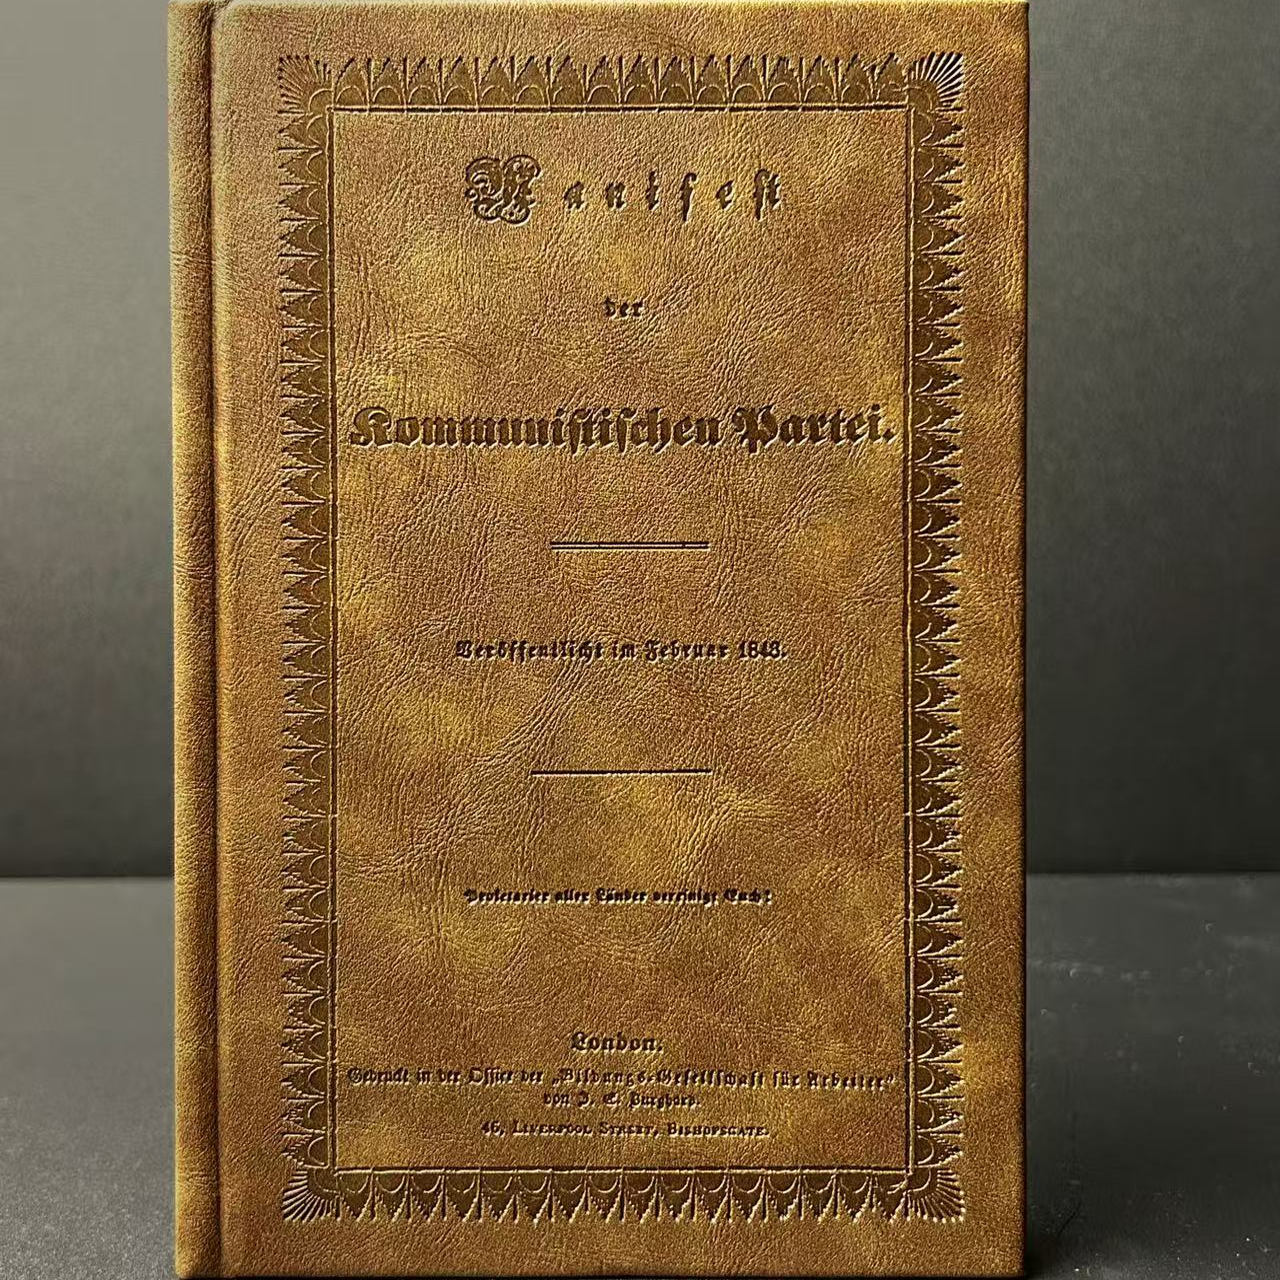 Manifest
der
Kommunistischen Partei.
Veröffentlicht im Februar 1848.
Proletarier aller Länder vereinigt Euch!
London.
Gedruckt in der Office der „Bildungs-Gesellschaft für Arbeiter“
von J. E. Burghard.
46, LIVERPOOL STREET, BISHOPSGATE.